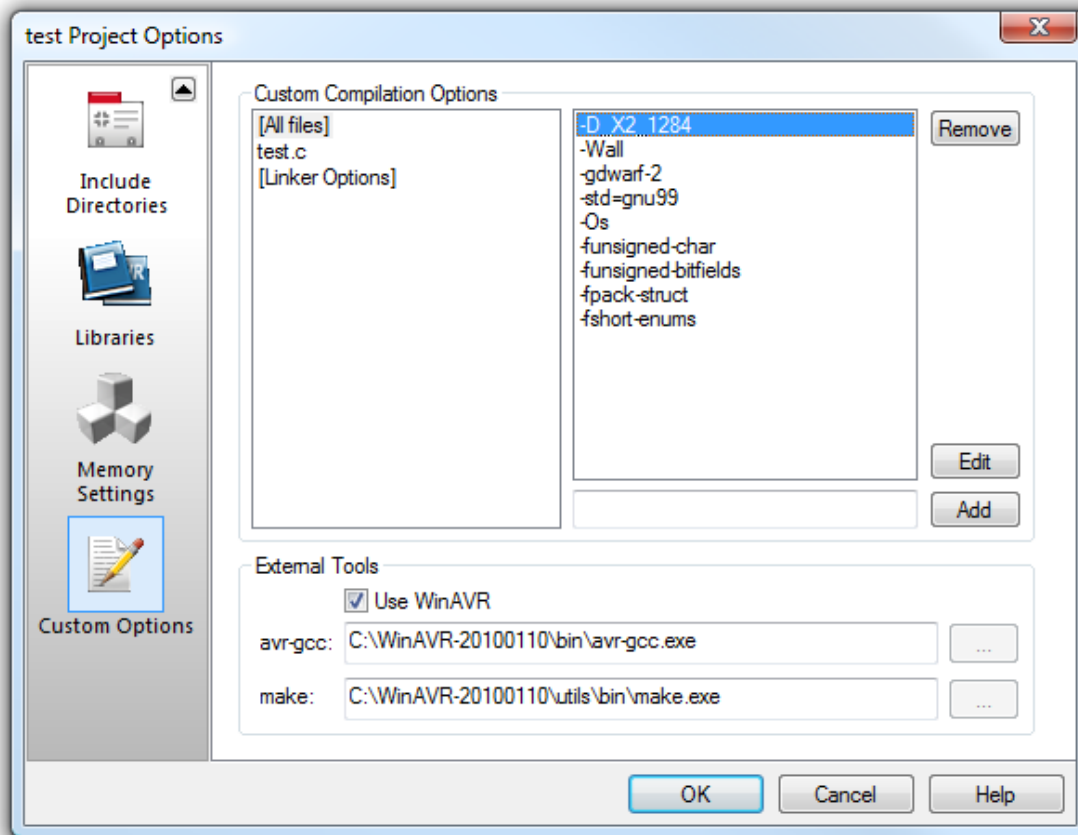 test Project Options
Include
Directories
Libraries
Memory
Settings
Custom Options
Custom Compilation Options
[All files]
test.c
[Linker Options]
-D_X2_1284
-Wall
-gdwarf-2
-std=gnu99
-Os
-funsigned-char
-funsigned-bitfields
-fpack-struct
-fshort-enums
Remove
Edit
Add
External Tools
Use WinAVR
avr-gcc: C:\WinAVR-20100110\bin\avr-gcc.exe ...
make: C:\WinAVR-20100110\utils\bin\make.exe ...
OK Cancel Help